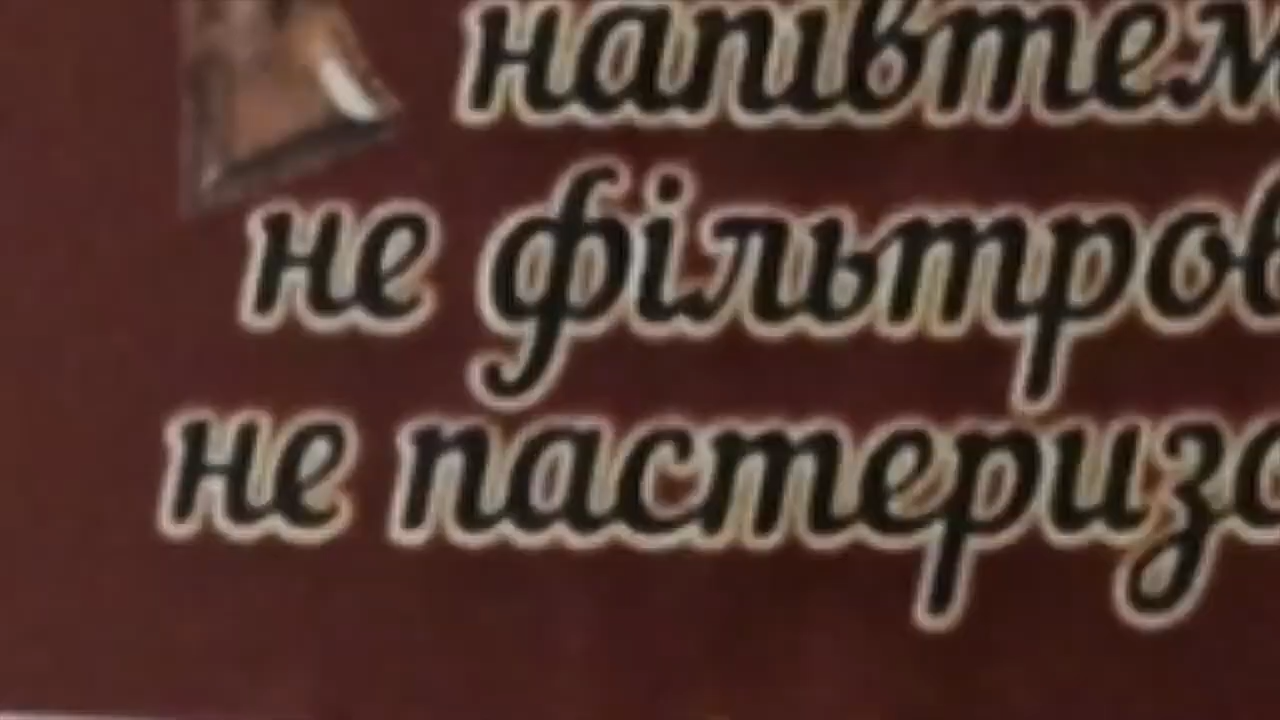 напівтем
не фільтров
не пастеризо